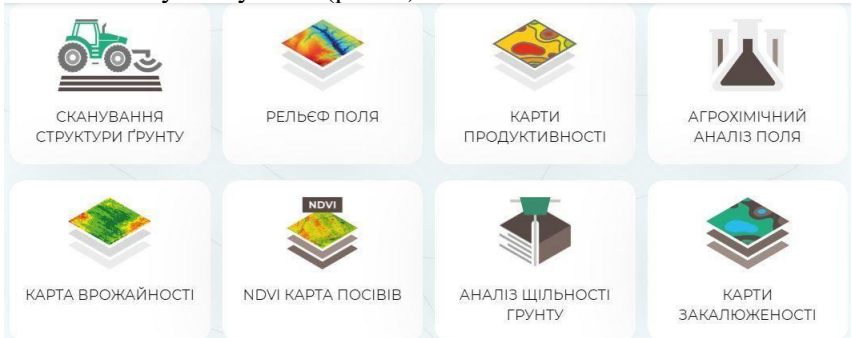 СКАНУВАННЯ
СТРУКТУРИ ҐРУНТУ
РЕЛЬЄФ ПОЛЯ
КАРТИ
ПРОДУКТИВНОСТІ
АГРОХІМІЧНИЙ
АНАЛІЗ ПОЛЯ
КАРТА ВРОЖАЙНОСТІ
NDVI
NDVI КАРТА ПОСІВІВ
АНАЛІЗ ЩІЛЬНОСТІ
ГРУНТУ
КАРТИ
ЗАКАЛЮЖЕНОСТІ